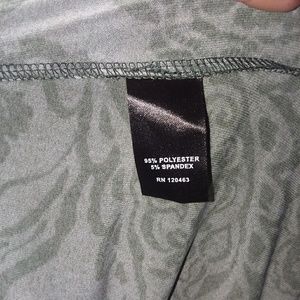 95% POLYESTER
5% SPANDEX
RN 120463